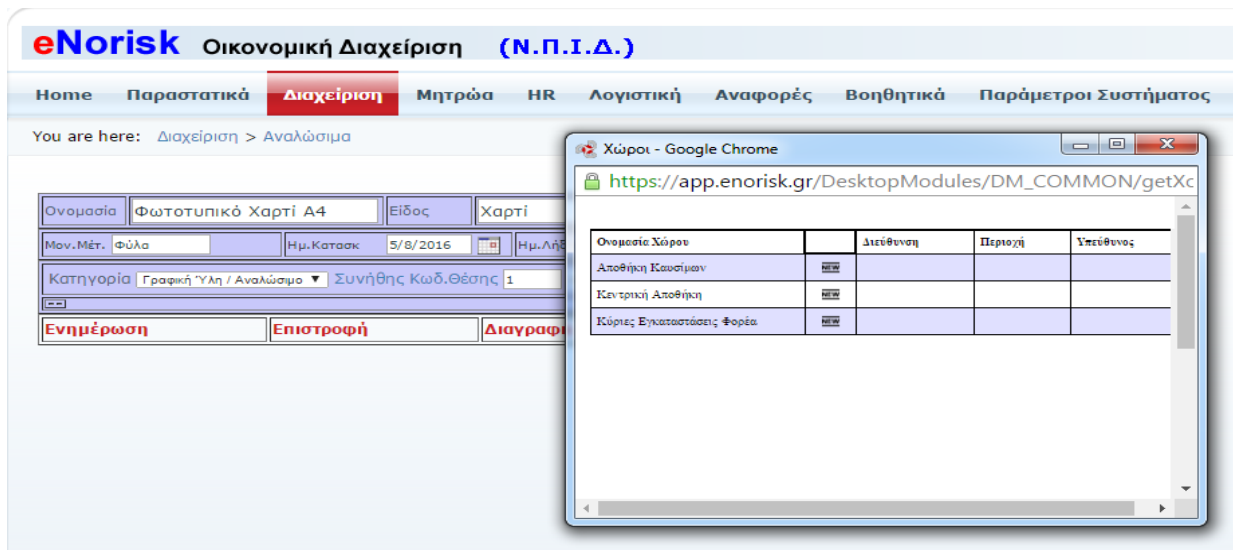 eNorisk Οικονομική Διαχείριση (Ν.Π.Ι.Δ.)
Home Παραστατικά Διαχείριση Μητρώα HR Λογιστική Αναφορές Βοηθητικά Παράμετροι Συστήματος
You are here: Διαχείριση > Αναλώσιμα
Ονομασία Φωτοτυπικό Χαρτί Α4 Είδος Χαρτί
Μον.Μέτ. Φύλα Ημ.Κατασκ 5/8/2016 Ημ.Λήξ
Κατηγορία Γραφική Ύλη / Αναλώσιμο Συνήθης Κωδ.Θέσης 1
Ενημέρωση Επιστροφή Διαγραφ
Χώροι - Google Chrome
https://app.enorisk.gr/DesktopModules/DM_COMMON/getXc
Ονομασία Χώρου Διεύθυνση Περιοχή Υπεύθυνος
Αποθήκη Καυσίμων NEW
Κεντρική Αποθήκη NEW
Κύριες Εγκαταστάσεις Φορέα NEW